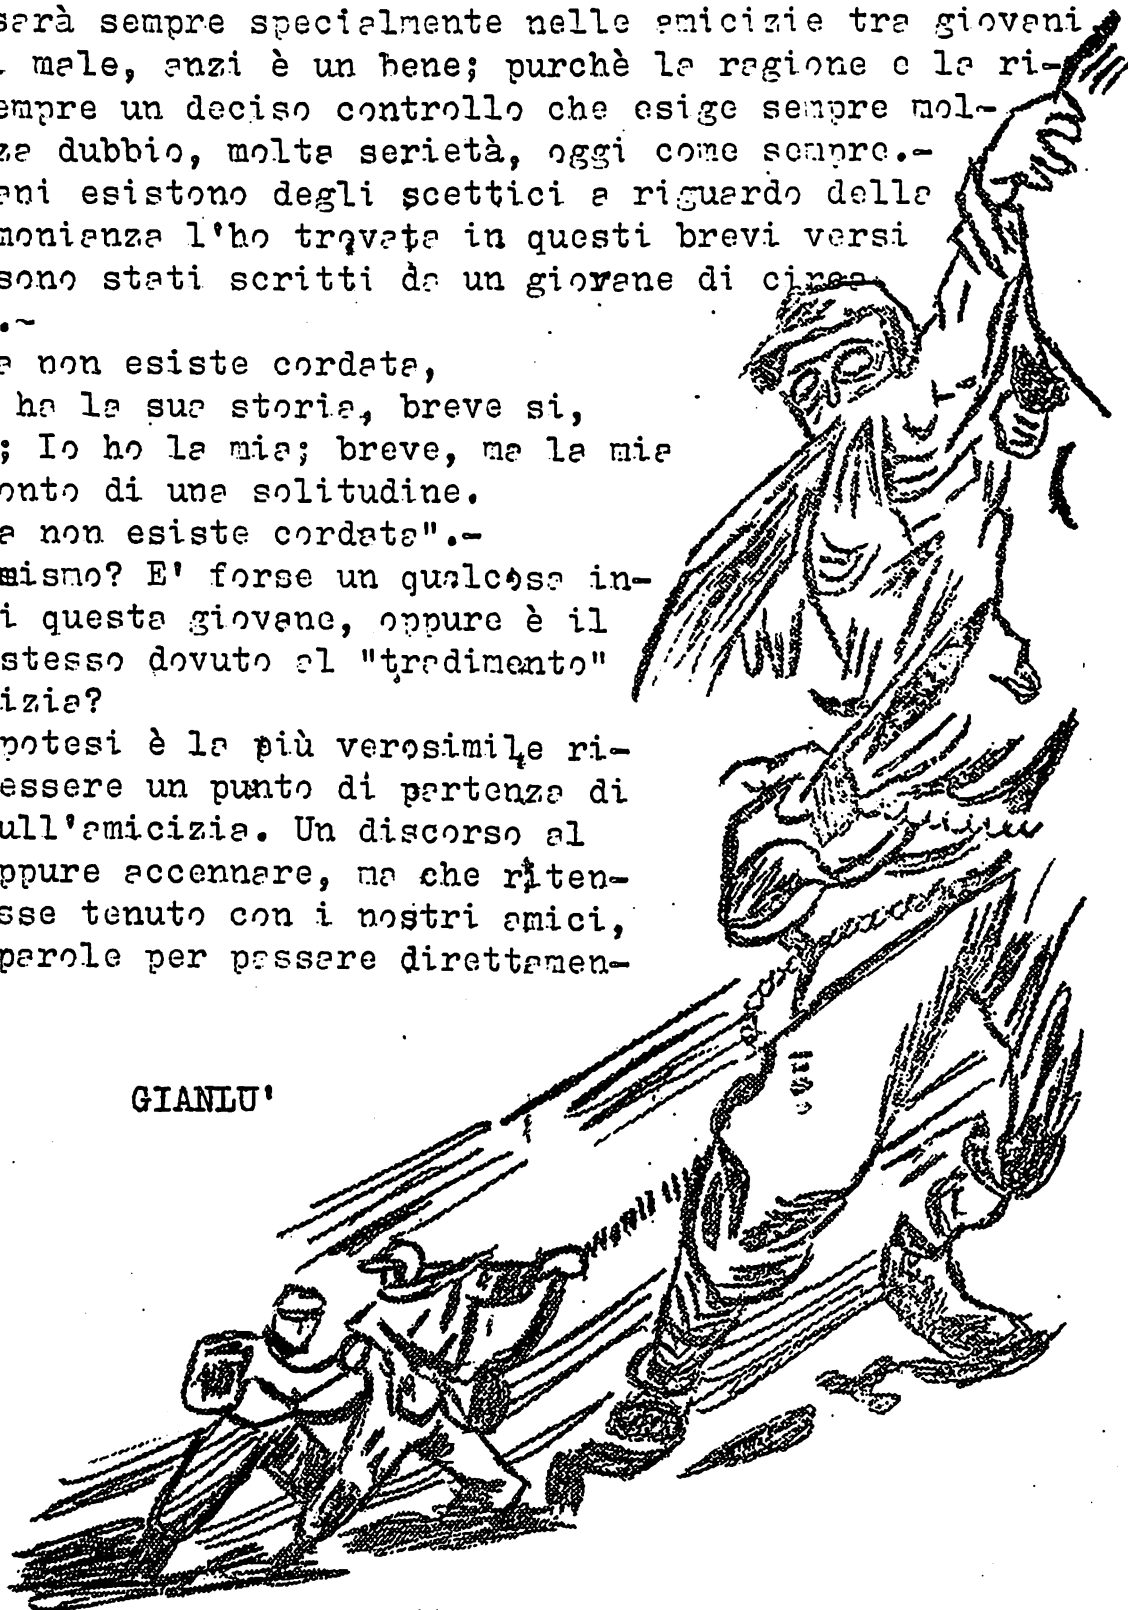 sarà sempre specialmente nelle amicizie tra giovani
male, anzi è un bene; purchè la ragione e la ri-
empre un deciso controllo che esige sempre mol-
za dubbio, molta serietà, oggi come sempre.-
ani esistono degli scettici a riguardo della
monianza l'ho trovata in questi brevi versi
sono stati scritti da un giovane di circa
.~
a non esiste cordata,
ha la sua storia, breve si,
; Io ho la mia; breve, ma la mia
onto di una solitudine.
a non esiste cordata".-
mismo? E' forse un qualcosa in-
i questa giovane, oppure è il
stesso dovuto al "tradimento"
izia?
potesi è la più verosimile ri-
essere un punto di partenza di
ull'amicizia. Un discorso al
ppure accennare, ma che riten-
sse tenuto con i nostri amici,
parole per passare direttamen-
GIANLU'